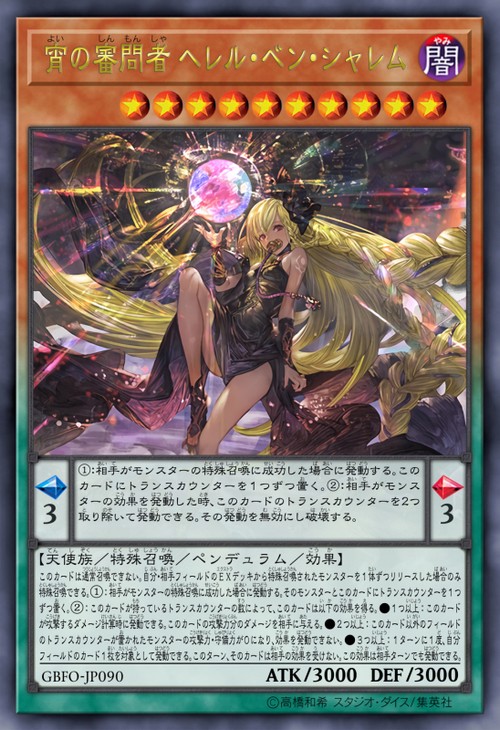 宵の審問者 ヘレル・ベン・シャレム
闇
①:相手がモンスターの特殊召喚に成功した場合に発動する。この
カードにトランスカウンターを1つずつ置く。②:相手がモンス
ターの効果を発動した時、このカードのトランスカウンターを2つ
取り除いて発動できる。その発動を無効にし破壊する。
3
3
【天使族/特殊召喚/ペンデュラム/効果】
このカードは通常召喚できない。自分・相手フィールドのEXデッキから特殊召喚されたモンスターを1体ずつリリースした場合のみ
特殊召喚できる。①:相手がモンスターの特殊召喚に成功した場合に発動する。そのモンスターとこのカードにトランスカウンターを1つ
ずつ置く。②:このカードが持っているトランスカウンターの数によって、このカードは以下の効果を得る。●1つ以上:このカード
が攻撃するダメージ計算時に発動できる。このカードの攻撃力分のダメージを相手に与える。●2つ以上:このカード以外のフィールド
のトランスカウンターが置かれたモンスターの攻撃力・守備力が0になり、効果を発動できない。●3つ以上:1ターンに1度、自分
フィールドのカード1枚を対象として発動できる。このターン、そのカードは相手の効果を受けない。この効果は相手ターンでも発動できる。
GBFO-JP090
ATK/3000 DEF/3000
©高橋和希 スタジオ・ダイス/集英社